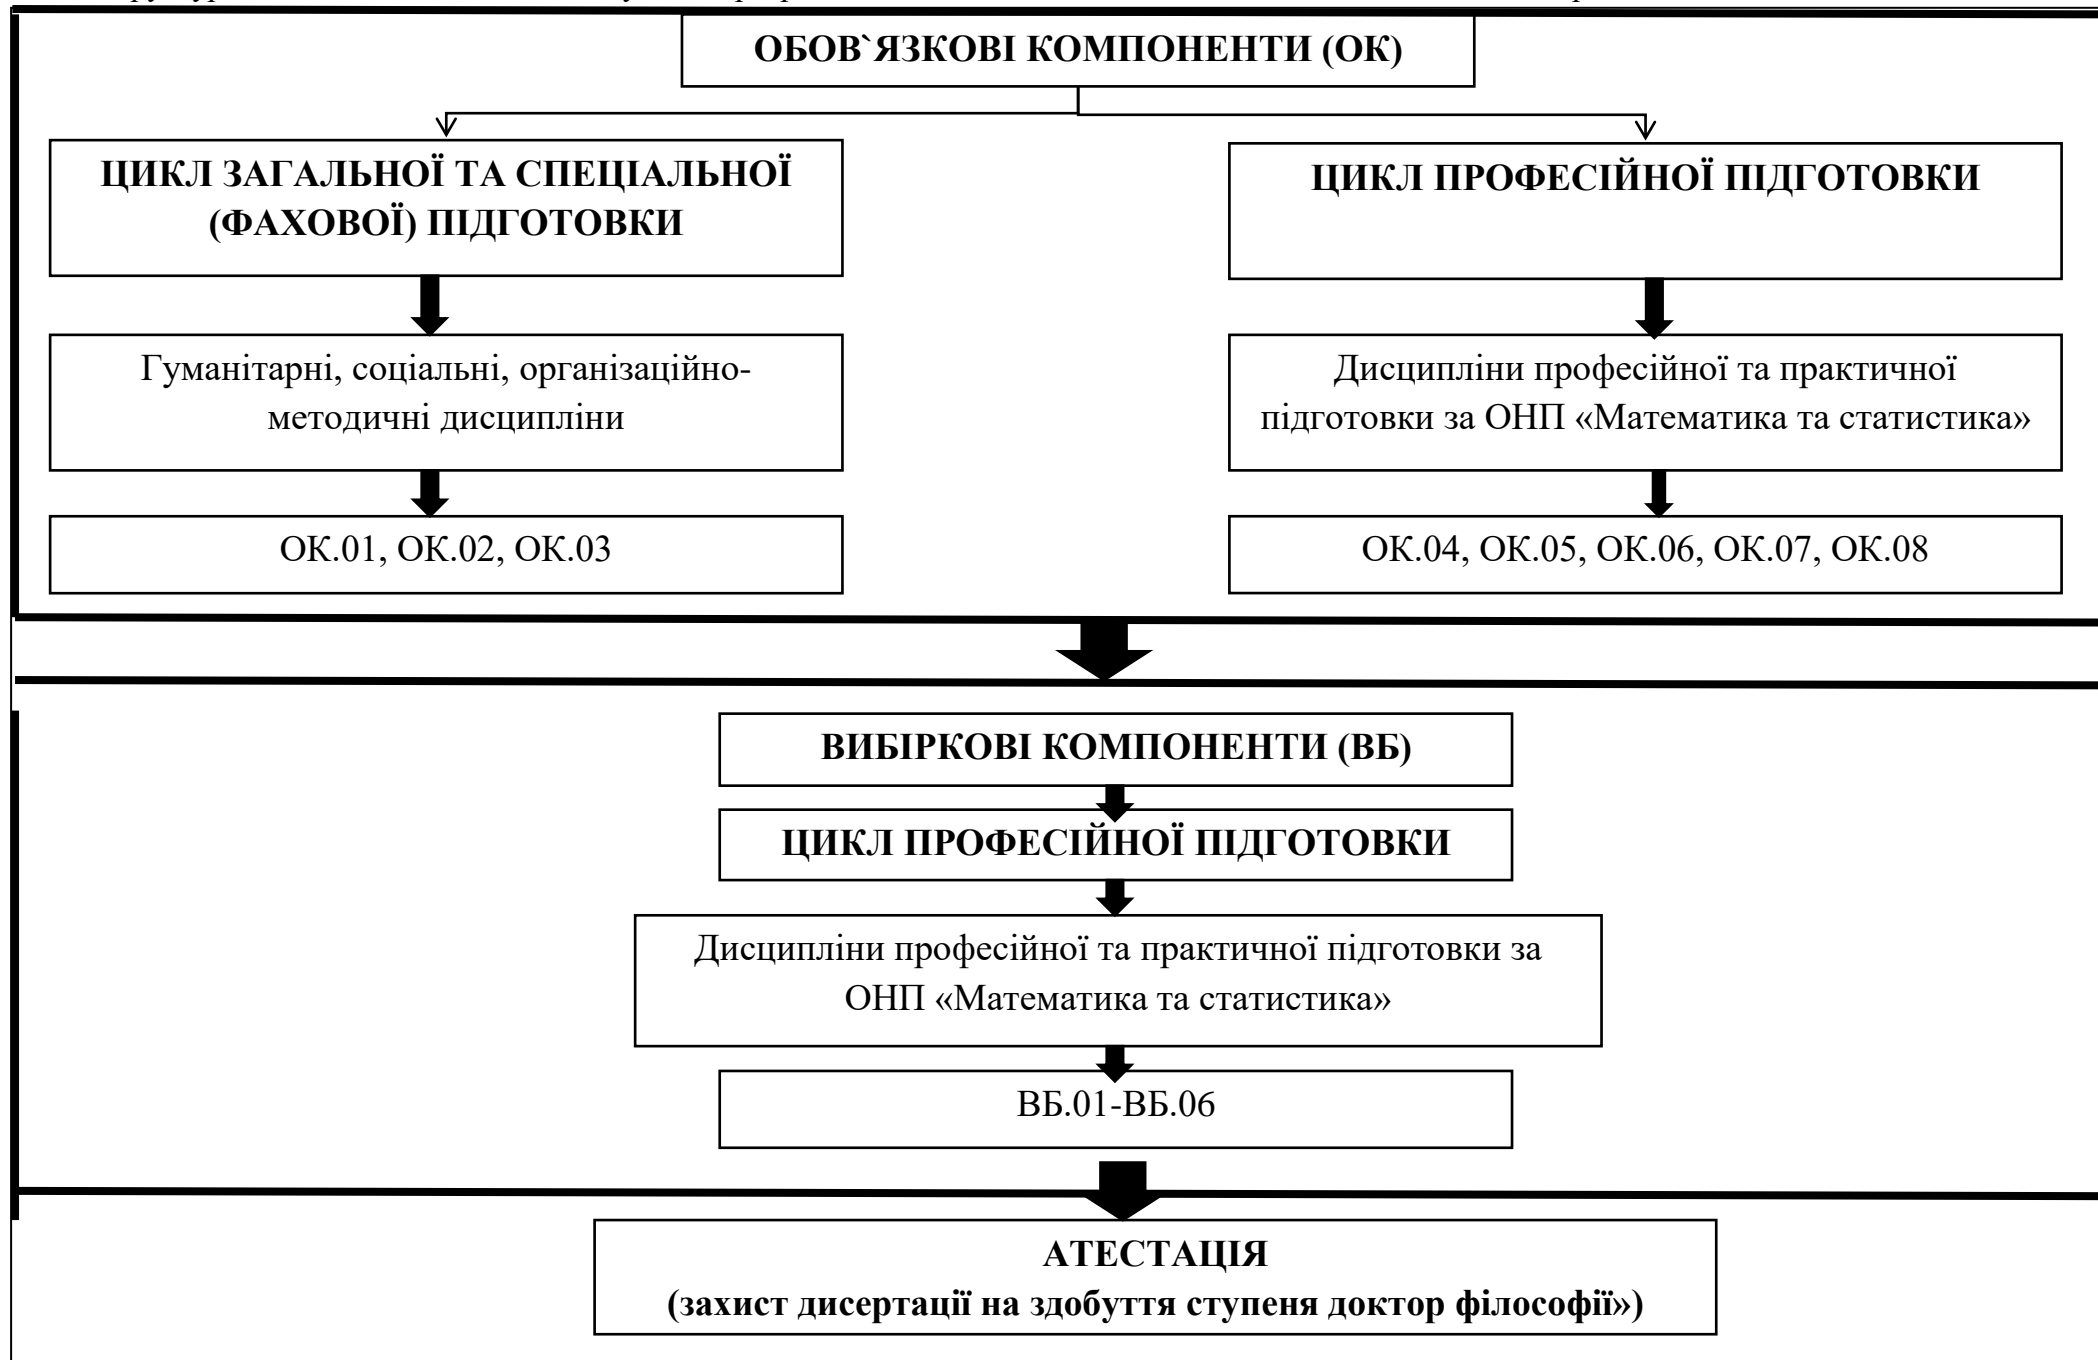 ОБОВ`ЯЗКОВІ КОМПОНЕНТИ (ОК)
ЦИКЛ ЗАГАЛЬНОЇ ТА СПЕЦІАЛЬНОЇ
(ФАХОВОЇ) ПІДГОТОВКИ
ЦИКЛ ПРОФЕСІЙНОЇ ПІДГОТОВКИ
Гуманітарні, соціальні, організаційно-
методичні дисципліни
Дисципліни професійної та практичної
підготовки за ОНП «Математика та статистика»
ОК.01, ОК.02, ОК.03
ОК.04, ОК.05, ОК.06, ОК.07, ОК.08
ВИБІРКОВІ КОМПОНЕНТИ (ВБ)
ЦИКЛ ПРОФЕСІЙНОЇ ПІДГОТОВКИ
Дисципліни професійної та практичної підготовки за
ОНП «Математика та статистика»
ВБ.01-ВБ.06
АТЕСТАЦІЯ
(захист дисертації на здобуття ступеня доктор філософії»)